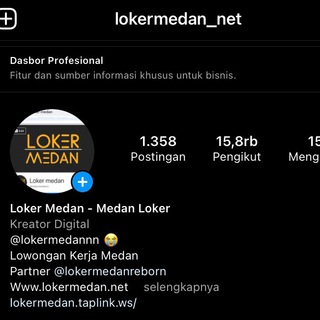 lokermedan_net
Dasbor Profesional
Fitur dan sumber informasi khusus untuk bisnis.
LOKER
MEDAN
Loker medan
1.358
15,8rb
15
Postingan
Pengikut
Meng
Loker Medan - Medan Loker
Kreator Digital
@lokermedannn 😭
Lowongan Kerja Medan
Partner @lokermedanreborn
Www.lokermedan.net selengkapnya
lokermedan.taplink.ws/